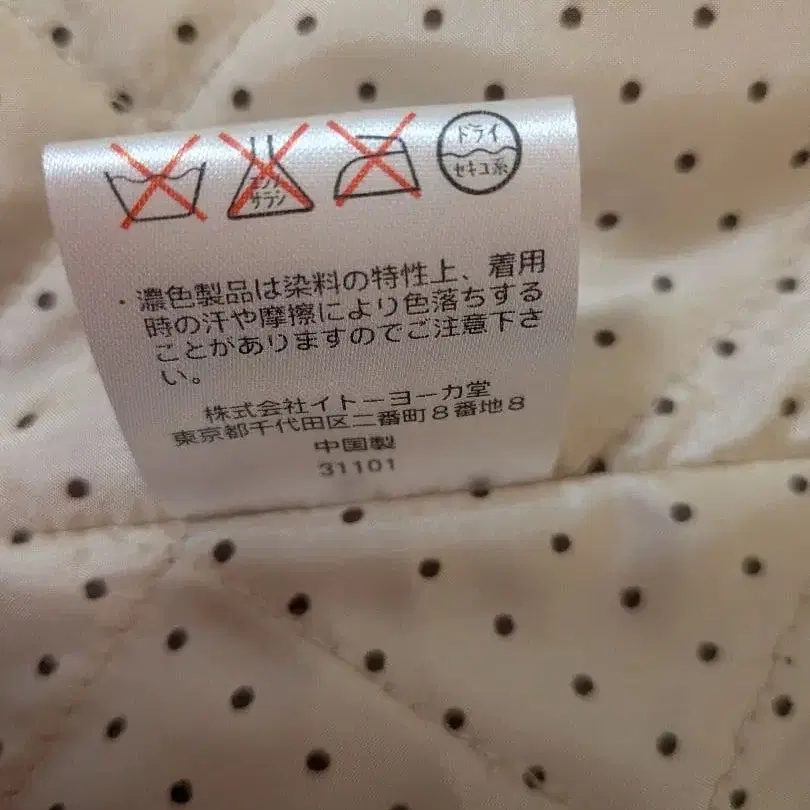 エンソ
サラシ
ドライ
セキユ系
・濃色製品は染料の特性上、着用
時の汗や摩擦により色落ちする
ことがありますのでご注意下さ
い。
株式会社イトーヨーカ堂
東京都千代田区二番町8番地8
中国製
31101